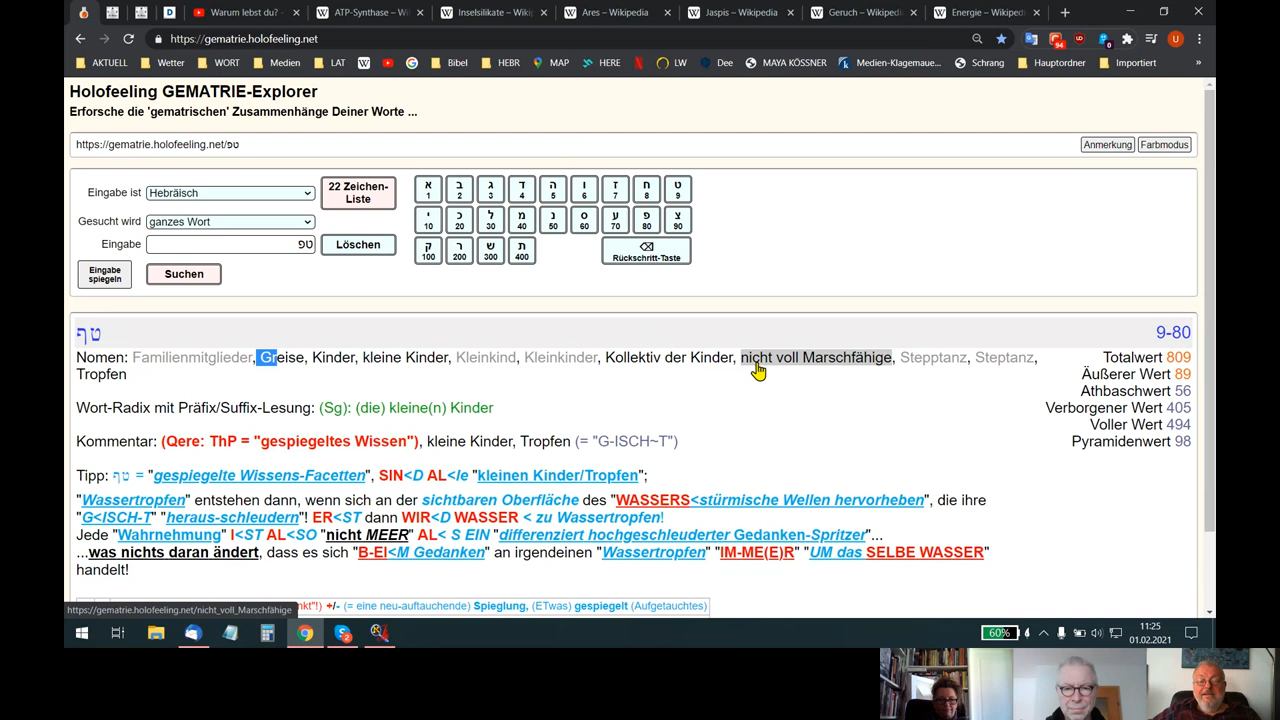 Warum lebst du? -
ATP-Synthase – Wi
Inselsilikate – Wiki
Ares – Wikipedia
Jaspis – Wikipedia
Geruch – Wikipedi
Energie – Wikiped
https://gematrie.holofeeling.net
94
0
U
AKTUELL Wetter WORT Medien LAT Bibel HEBR MAP HERE LW Dee MAYA KÖSSNER Medien-Klagemaue... Schrang Hauptordner Importiert »
Holofeeling GEMATRIE-Explorer
Erforsche die 'gematrischen' Zusammenhänge Deiner Worte ...
https://gematrie.holofeeling.net/טפ
Anmerkung Farbmodus
Eingabe ist Hebräisch
22 Zeichen-
Liste
Gesucht wird ganzes Wort
Eingabe טפ Löschen
Eingabe
spiegeln
Suchen
א ב ג ד ה ו ז ח ט
1 2 3 4 5 6 7 8 9
י כ ל מ נ ס ע פ צ
10 20 30 40 50 60 70 80 90
ק ר ש ת
100 200 300 400
Rückschritt-Taste
טף 9-80
Nomen: Familienmitglieder, Greise, Kinder, kleine Kinder, Kleinkind, Kleinkinder, Kollektiv der Kinder, nicht voll Marschfähige, Stepptanz, Steptanz,
Tropfen
Totalwert 809
Äußerer Wert 89
Athbaschwert 56
Verborgener Wert 405
Voller Wert 494
Pyramidenwert 98
Wort-Radix mit Präfix/Suffix-Lesung: (Sg): (die) kleine(n) Kinder
Kommentar: (Qere: ThP = "gespiegeltes Wissen"), kleine Kinder, Tropfen (= "G-ISCH~T")
Tipp: טף = "gespiegelte Wissens-Facetten", SIN<D AL<le "kleinen Kinder/Tropfen";
"Wassertropfen" entstehen dann, wenn sich an der sichtbaren Oberfläche des "WASSERS<stürmische Wellen hervorheben", die ihre
"G<ISCH-T" "heraus-schleudern"! ER<ST dann WIR<D WASSER < zu Wassertropfen!
Jede "Wahrnehmung" I<ST AL<SO "nicht MEER" AL< S EIN "differenziert hochgeschleuderter Gedanken-Spritzer"...
...was nichts daran ändert, dass es sich "B-EI<M Gedanken" an irgendeinen "Wassertropfen" "IM-ME(E)R" "UM das SELBE WASSER"
handelt!
https://gematrie.holofeeling.net/nicht_voll_Marschfähige
nkt"!) +/- (= eine neu-auftauchende) Spieglung, (ETwas) gespiegelt (Aufgetauchtes)
60%
11:25
01.02.2021